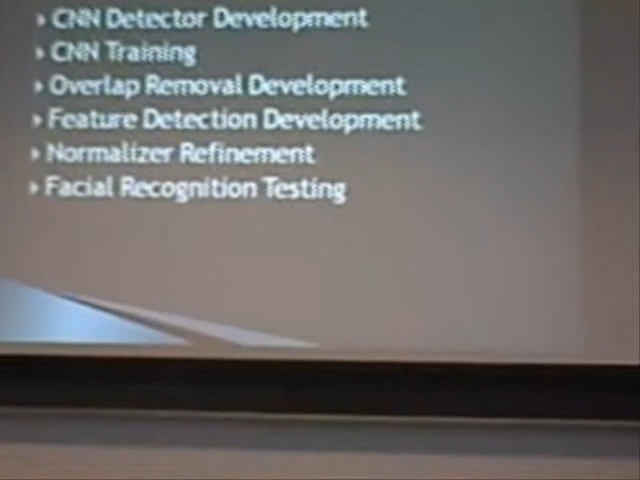 CNN Detector Development
CNN Training
Overlap Removal Development
Feature Detection Development
Normalizer Refinement
Facial Recognition Testing